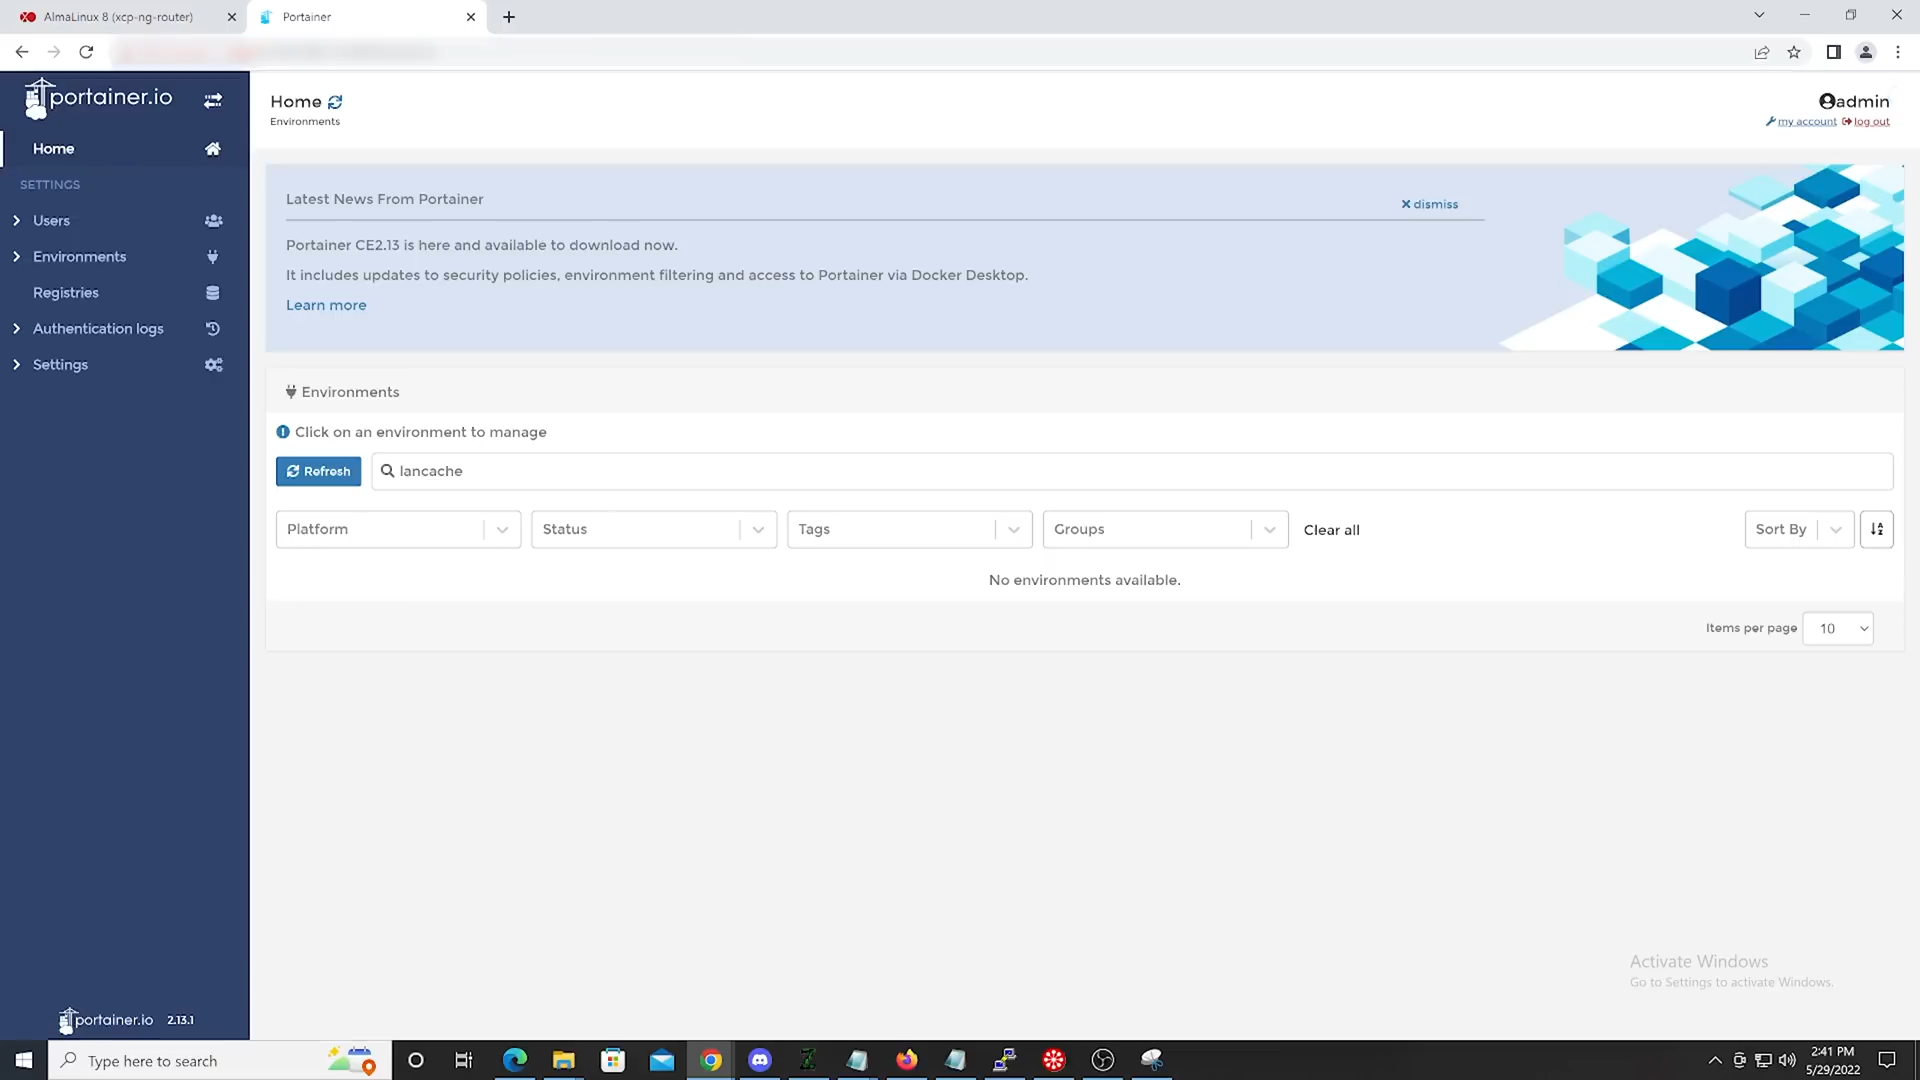 AlmaLinux 8 (xcp-ng-router)
Portainer
portainer.io
Home
SETTINGS
Users
Environments
Registries
Authentication logs
Settings
portainer.io 2.13.1
Home
Environments
admin
my account log out
Latest News From Portainer
dismiss
Portainer CE2.13 is here and available to download now.
It includes updates to security policies, environment filtering and access to Portainer via Docker Desktop.
Learn more
Environments
Click on an environment to manage
Refresh
lancache
Platform
Status
Tags
Groups
Clear all
Sort By
No environments available.
Items per page 10
Activate Windows
Go to Settings to activate Windows.
Type here to search
2:41 PM
5/29/2022